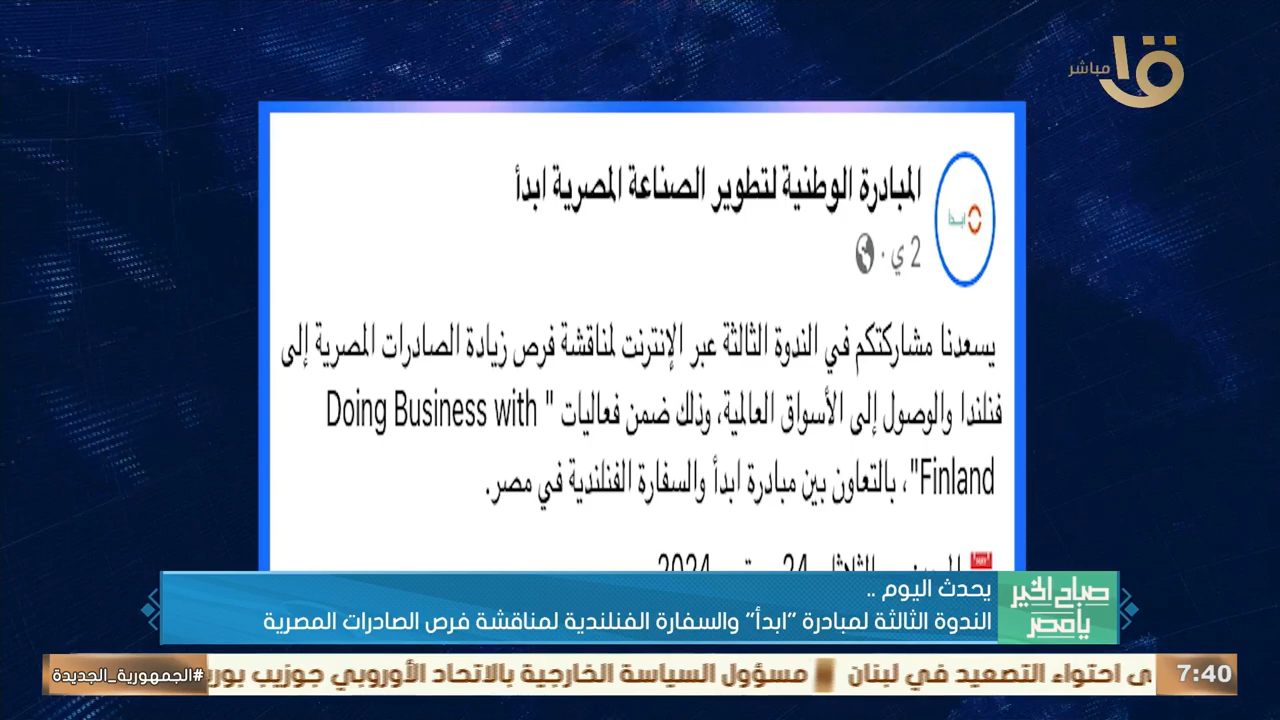 مباشر
المبادرة الوطنية لتطوير الصناعة المصرية ابدأ
ابدأ
2 ي ·
يسعدنا مشاركتكم في الندوة الثالثة عبر الإنترنت لمناقشة فرص زيادة الصادرات المصرية إلى
فنلندا والوصول إلى الأسواق العالمية، وذلك ضمن فعاليات " Doing Business with
Finland"، بالتعاون بين مبادرة ابدأ والسفارة الفنلندية في مصر.
24 2024
صباح الخير
يا مصر
يحدث اليوم ..
الندوة الثالثة لمبادرة "ابدأ" والسفارة الفنلندية لمناقشة فرص الصادرات المصرية
7:40
ى احتواء التصعيد في لبنان
مسؤول السياسة الخارجية بالاتحاد الأوروبي جوزيب بوري
#الجمهورية_الجديدة